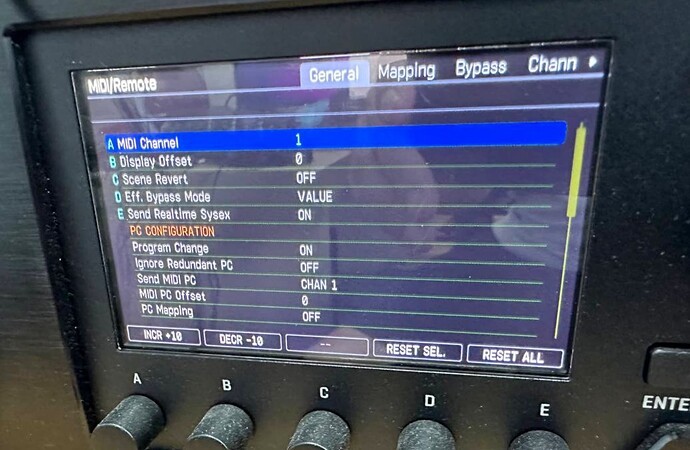 MIDI/Remote General Mapping Bypass Chann
A MIDI Channel 1
B Display Offset 0
C Scene Revert OFF
D Eff. Bypass Mode VALUE
E Send Realtime Sysex ON
PC CONFIGURATION
Program Change ON
Ignore Redundant PC OFF
Send MIDI PC CHAN 1
MIDI PC Offset 0
PC Mapping OFF
INCR +10 DECR -10 -- RESET SEL. RESET ALL
A B C D E
ENTE